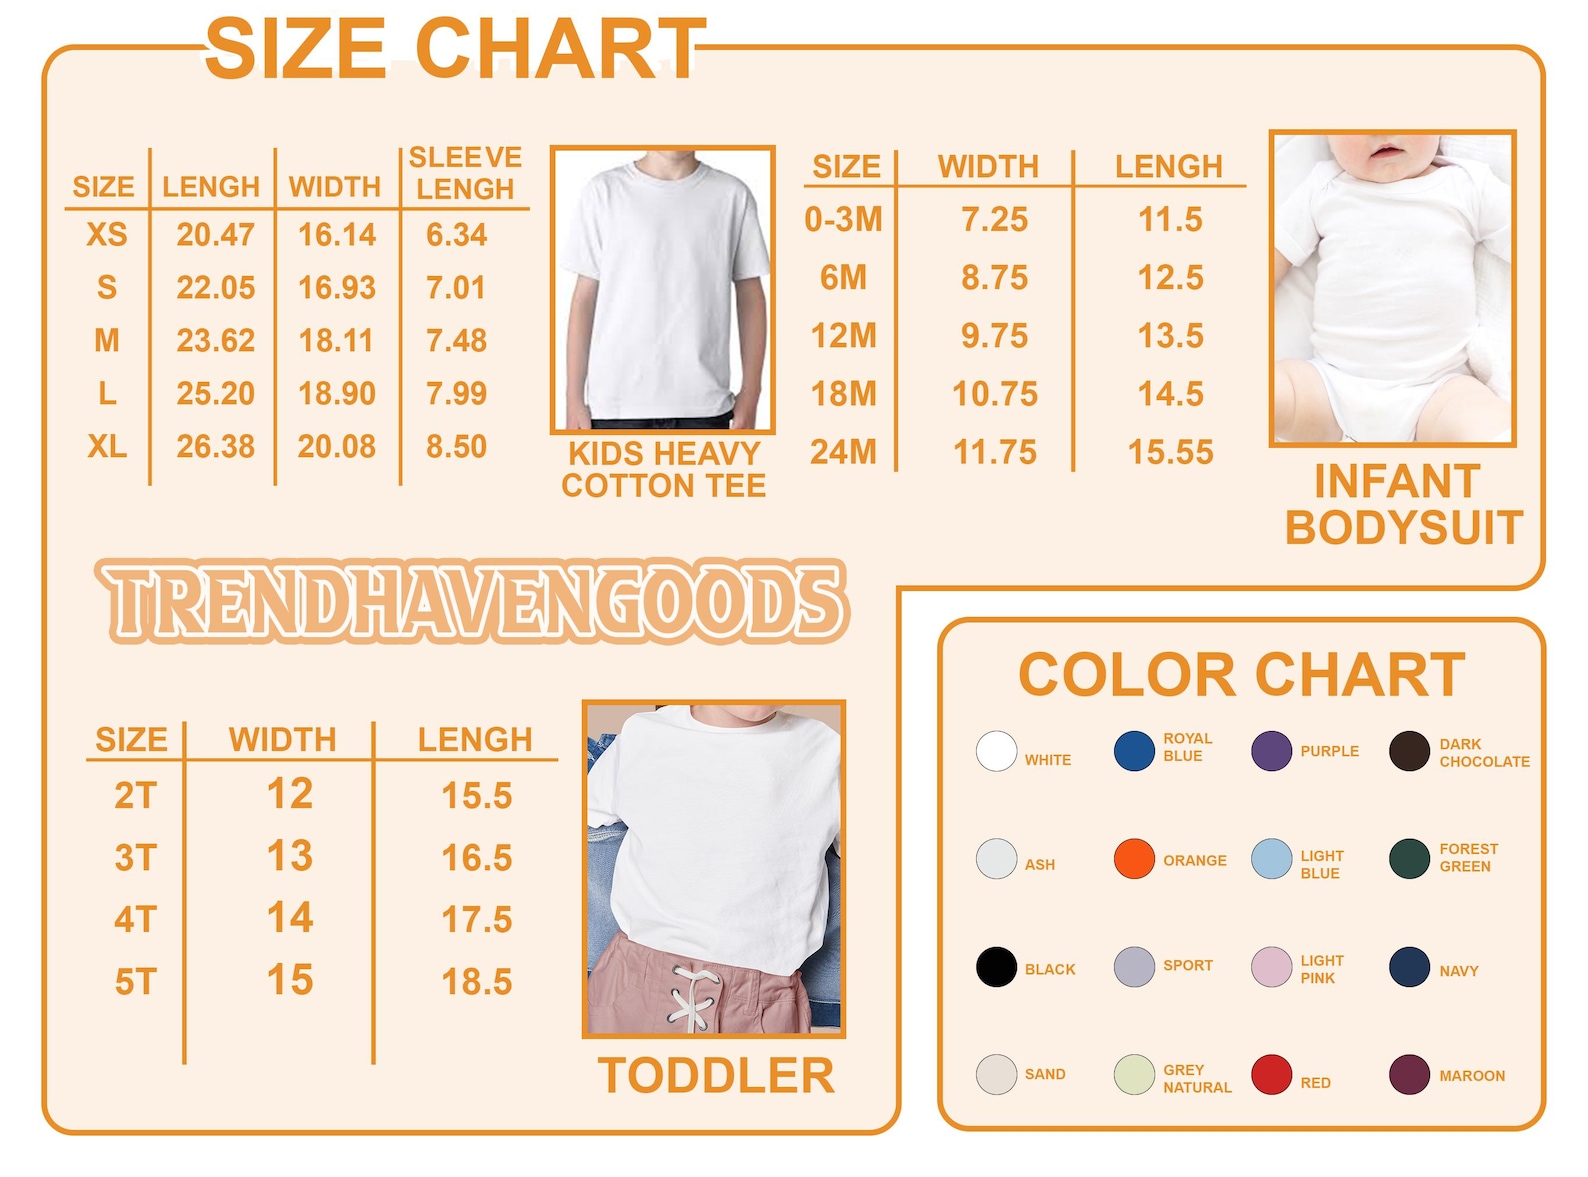 SIZE CHART
SIZE LENGH WIDTH SLEEVE LENGH
XS 20.47 16.14 6.34
S 22.05 16.93 7.01
M 23.62 18.11 7.48
L 25.20 18.90 7.99
XL 26.38 20.08 8.50
KIDS HEAVY
COTTON TEE
SIZE WIDTH LENGH
0-3M 7.25 11.5
6M 8.75 12.5
12M 9.75 13.5
18M 10.75 14.5
24M 11.75 15.55
INFANT
BODYSUIT
TRENDHAVENGOODS
SIZE WIDTH LENGH
2T 12 15.5
3T 13 16.5
4T 14 17.5
5T 15 18.5
TODDLER
COLOR CHART
WHITE
ROYAL
BLUE
PURPLE
DARK
CHOCOLATE
ASH
ORANGE
LIGHT
BLUE
FOREST
GREEN
BLACK
SPORT
LIGHT
PINK
NAVY
SAND
GREY
NATURAL
RED
MAROON